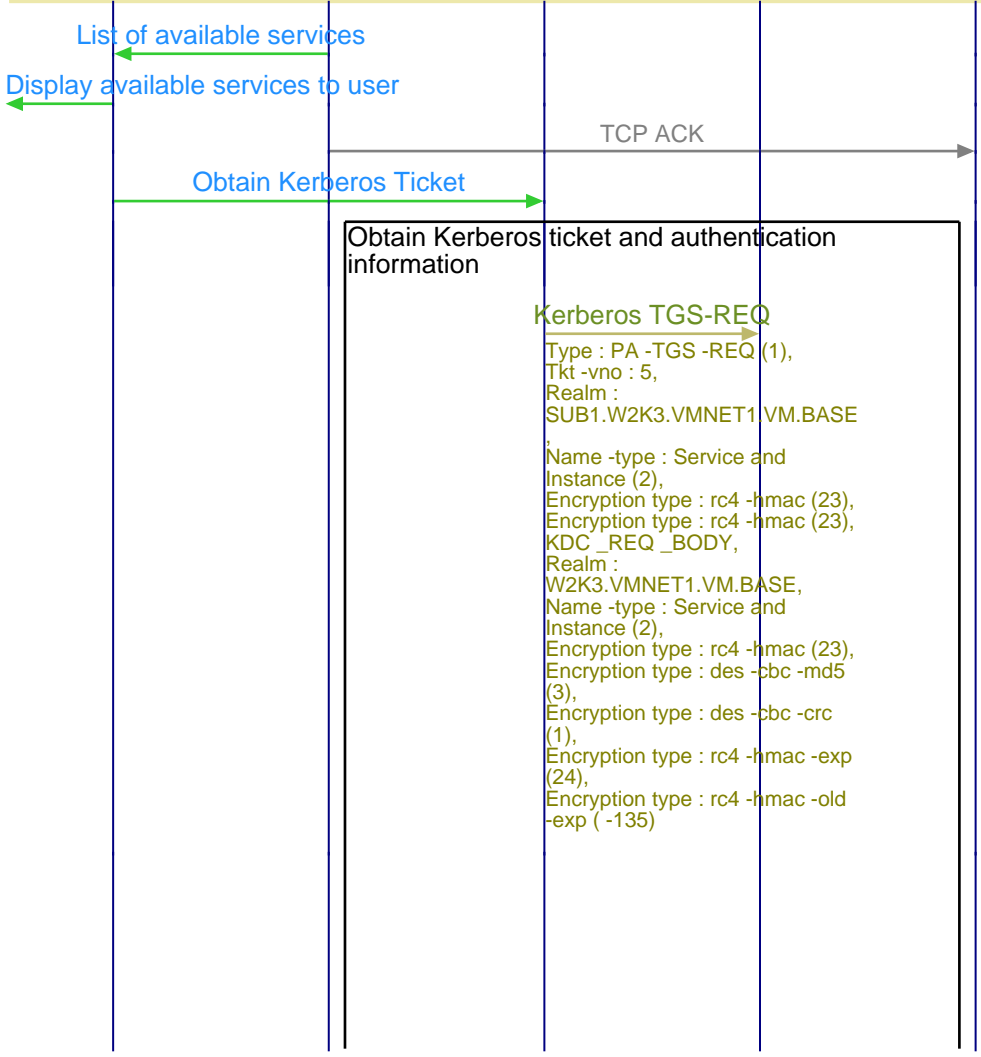 List of available services
Display available services to user
TCP ACK
Obtain Kerberos Ticket
Obtain Kerberos ticket and authentication
information
Kerberos TGS-REQ
Type : PA -TGS -REQ (1),
Tkt -vno : 5,
Realm :
SUB1.W2K3.VMNET1.VM.BASE
,
Name -type : Service and
Instance (2),
Encryption type : rc4 -hmac (23),
Encryption type : rc4 -hmac (23),
KDC _REQ _BODY,
Realm :
W2K3.VMNET1.VM.BASE,
Name -type : Service and
Instance (2),
Encryption type : rc4 -hmac (23),
Encryption type : des -cbc -md5
(3),
Encryption type : des -cbc -crc
(1),
Encryption type : rc4 -hmac -exp
(24),
Encryption type : rc4 -hmac -old
-exp ( -135)